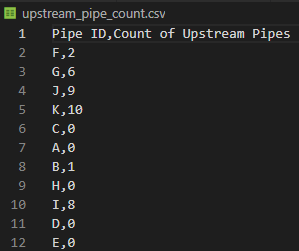 upstream_pipe_count.csv
1 Pipe ID,Count of Upstream Pipes
2 F,2
3 G,6
4 J,9
5 K,10
6 C,0
7 A,0
8 B,1
9 H,0
10 I,8
11 D,0
12 E,0